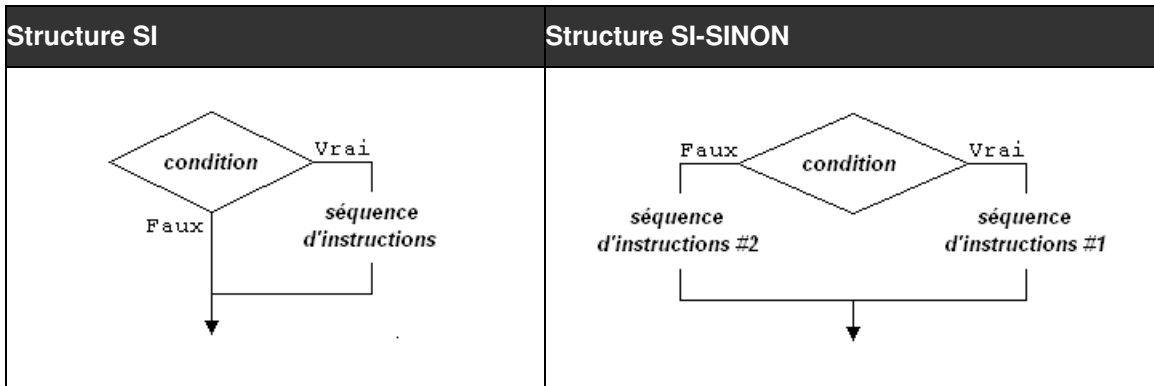 Structure SI
Structure SI-SINON
condition
Vrai
Faux
séquence
d'instructions
Faux
condition
Vrai
séquence
d'instructions #2
séquence
d'instructions #1